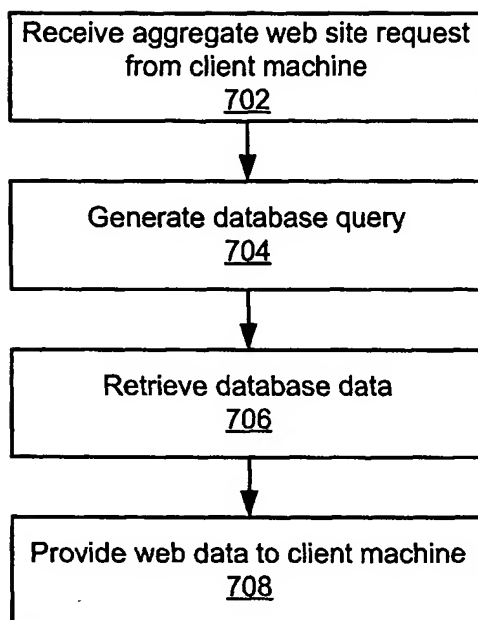 Receive aggregate web site request
from client machine
702
Generate database query
704
Retrieve database data
706
Provide web data to client machine
708